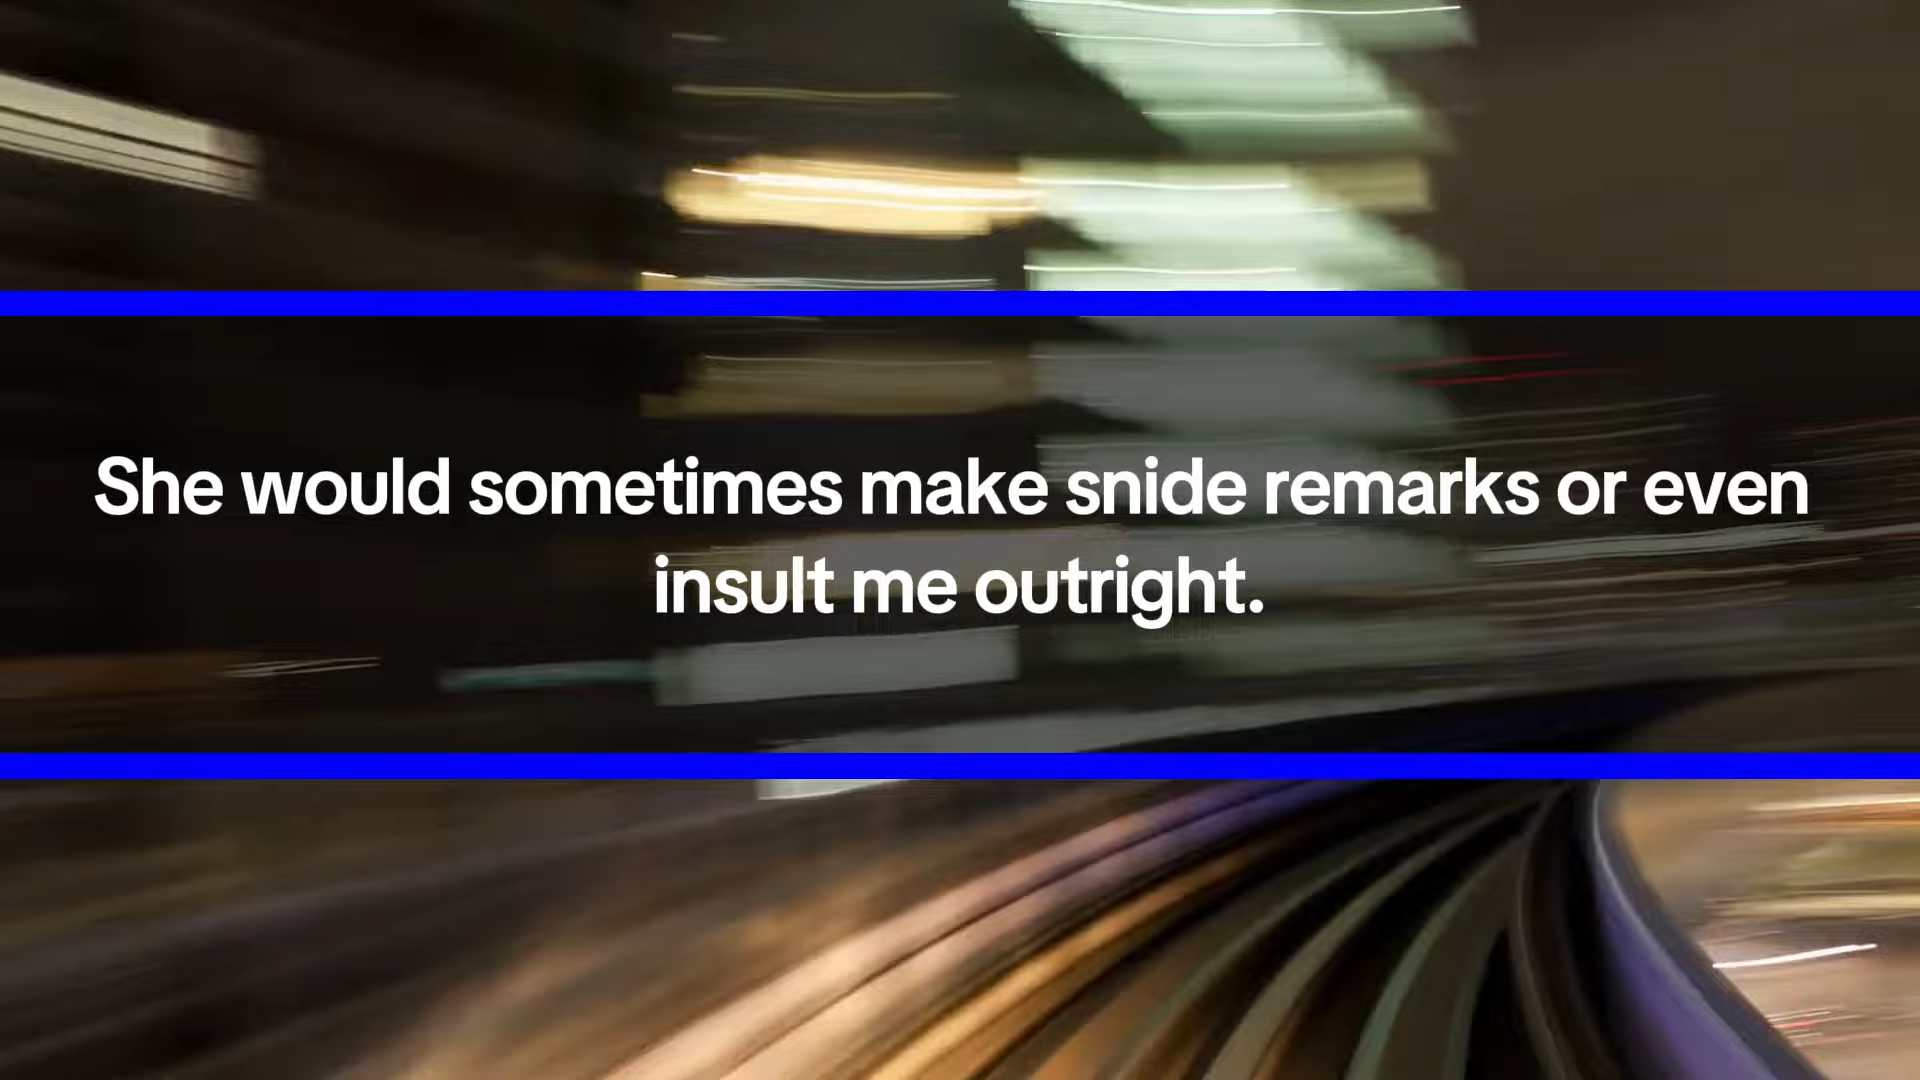 She would sometimes make snide remarks or even
insult me outright.